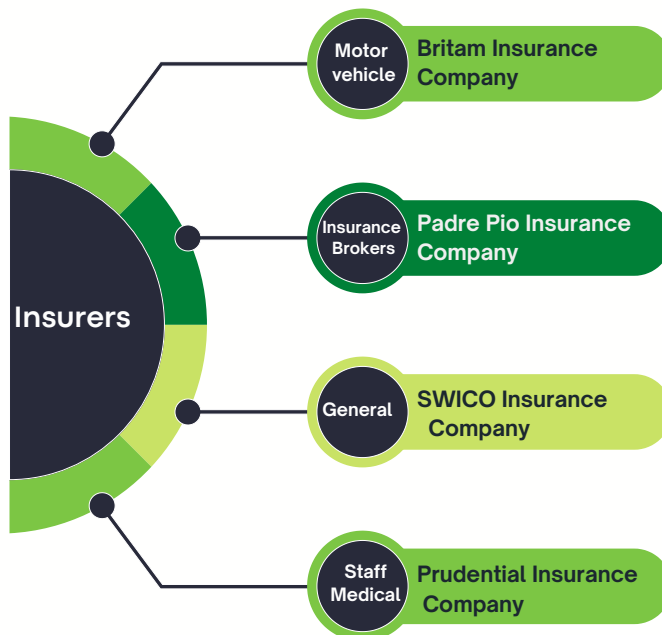 Insurers
Motor
vehicle
Britam Insurance
Company
Insurance
Brokers
Padre Pio Insurance
Company
General
SWICO Insurance
Company
Staff
Medical
Prudential Insurance
Company